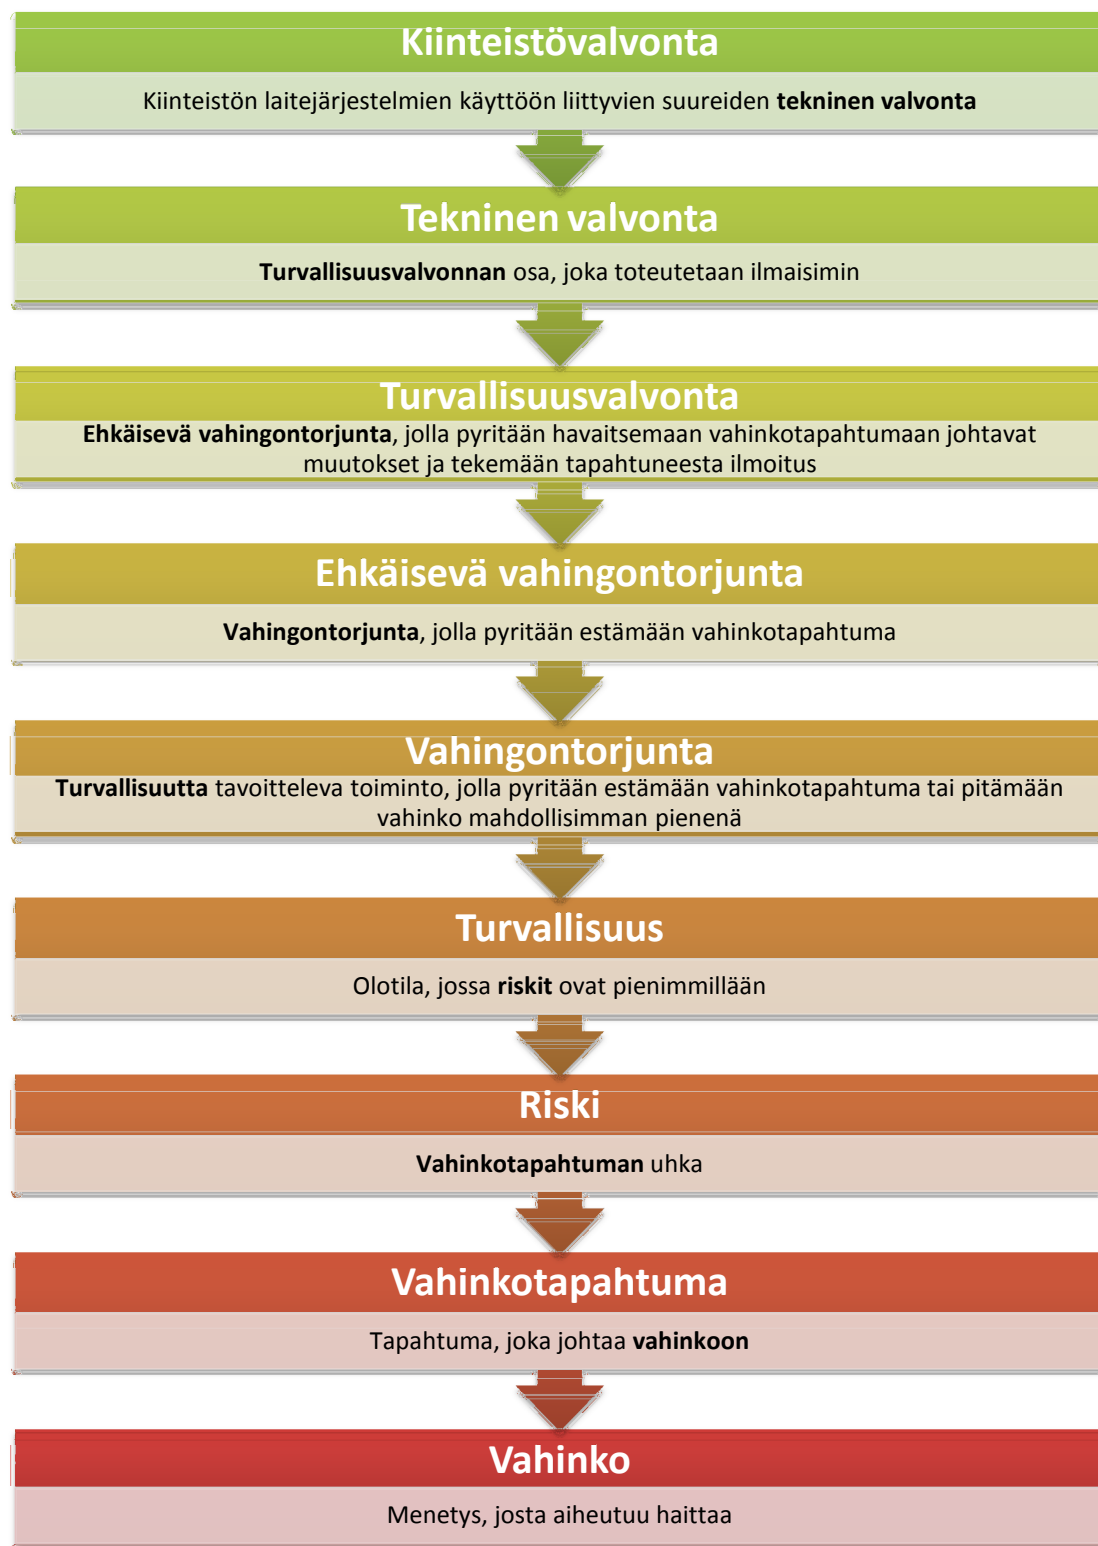 Kiinteistövalvonta
Kiinteistön laitejärjestelmien käyttöön liittyvien suureiden tekninen valvonta
Tekninen valvonta
Turvallisuusvalvonnan osa, joka toteutetaan ilmaisimin
Turvallisuusvalvonta
Ehkäisevä vahingontorjunta, jolla pyritään havaitsemaan vahinkotapahtumaan johtavat
muutokset ja tekemään tapahtuneesta ilmoitus
Ehkäisevä vahingontorjunta
Vahingontorjunta, jolla pyritään estämään vahinkotapahtuma
Vahingontorjunta
Turvallisuutta tavoitteleva toiminto, jolla pyritään estämään vahinkotapahtuma tai pitämään
vahinko mahdollisimman pienenä
Turvallisuus
Olotila, jossa riskit ovat pienimmillään
Riski
Vahinkotapahtuman uhka
Vahinkotapahtuma
Tapahtuma, joka johtaa vahinkoon
Vahinko
Menetys, josta aiheutuu haittaa